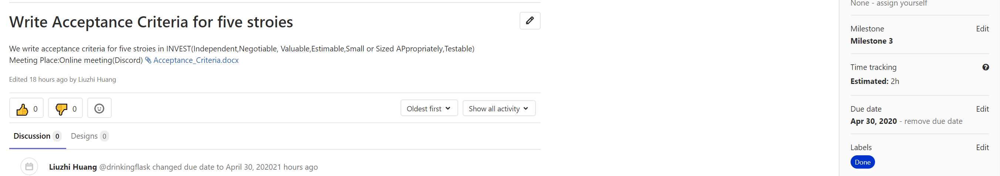 Write Acceptance Criteria for five stroies
We write acceptance criteria for five stroies in INVEST(Independent,Negotiable, Valuable,Estimable,Small or Sized APpropriately,Testable)
Meeting Place:Online meeting(Discord) Acceptance_Criteria.docx
Edited 18 hours ago by Liuzhi Huang
0 0
Oldest first Show all activity
Discussion 0 Designs 0
Liuzhi Huang @drinkingflask changed due date to April 30, 202021 hours ago
None - assign yourself
Milestone Edit
Milestone 3
Time tracking ?
Estimated: 2h
Due date Edit
Apr 30, 2020 - remove due date
Labels Edit
Done